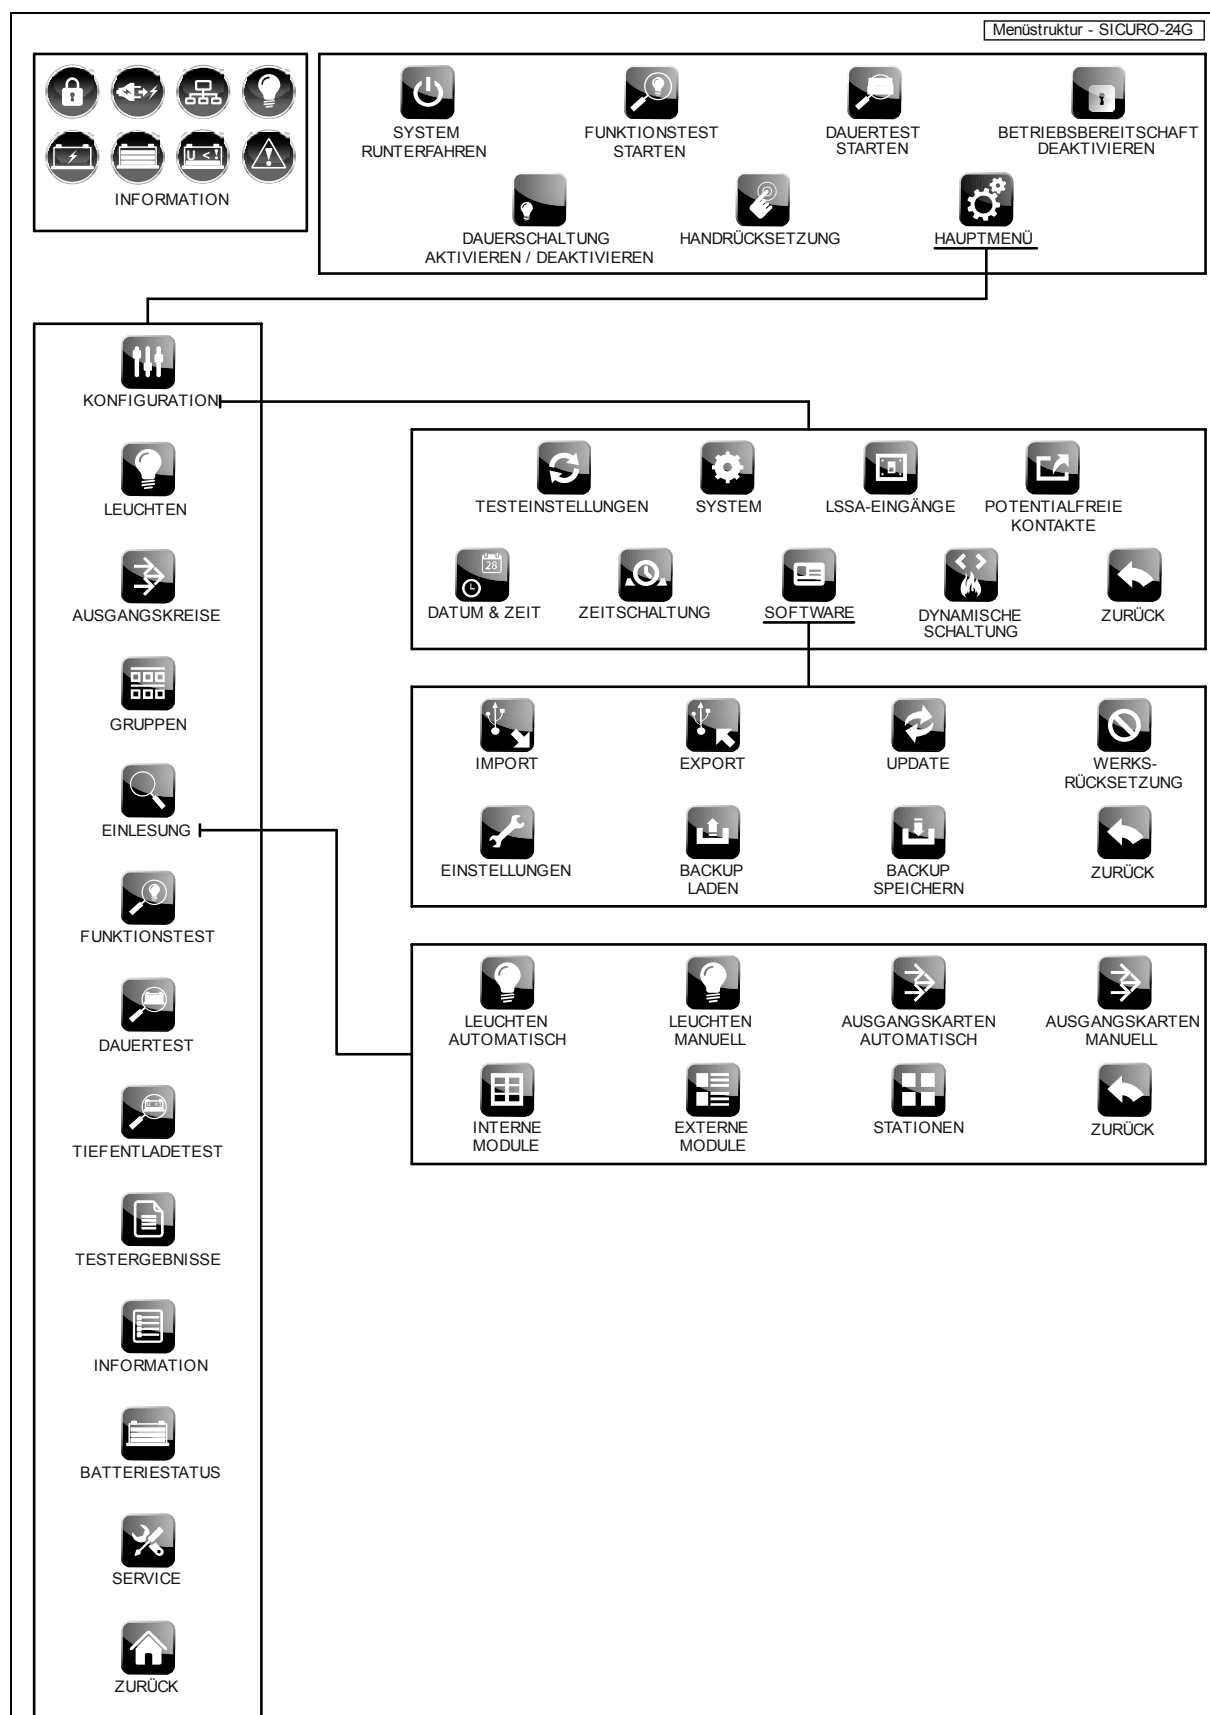 Menüstruktur - SICURO-24G
INFORMATION
SYSTEM
RUNTERFAHREN
FUNKTIONSTEST
STARTEN
DAUERTEST
STARTEN
BETRIEBSBEREITSCHAFT
DEAKTIVIEREN
DAUERSCHALTUNG
AKTIVIEREN / DEAKTIVIEREN
HANDRÜCKSETZUNG
HAUPTMENÜ
KONFIGURATION
LEUCHTEN
AUSGANGSKREISE
GRUPPEN
EINLESUNG
FUNKTIONSTEST
DAUERTEST
TIEFENTLADETEST
TESTERGEBNISSE
INFORMATION
BATTERIESTATUS
SERVICE
ZURÜCK
TESTEINSTELLUNGEN
SYSTEM
LSSA-EINGÄNGE
POTENTIALFREIE
KONTAKTE
28
DATUM & ZEIT
ZEITSCHALTUNG
SOFTWARE
DYNAMISCHE
SCHALTUNG
ZURÜCK
IMPORT
EXPORT
UPDATE
WERKS-
RÜCKSETZUNG
EINSTELLUNGEN
BACKUP
LADEN
BACKUP
SPEICHERN
ZURÜCK
LEUCHTEN
AUTOMATISCH
LEUCHTEN
MANUELL
AUSGANGSKARTEN
AUTOMATISCH
AUSGANGSKARTEN
MANUELL
INTERNE
MODULE
EXTERNE
MODULE
STATIONEN
ZURÜCK